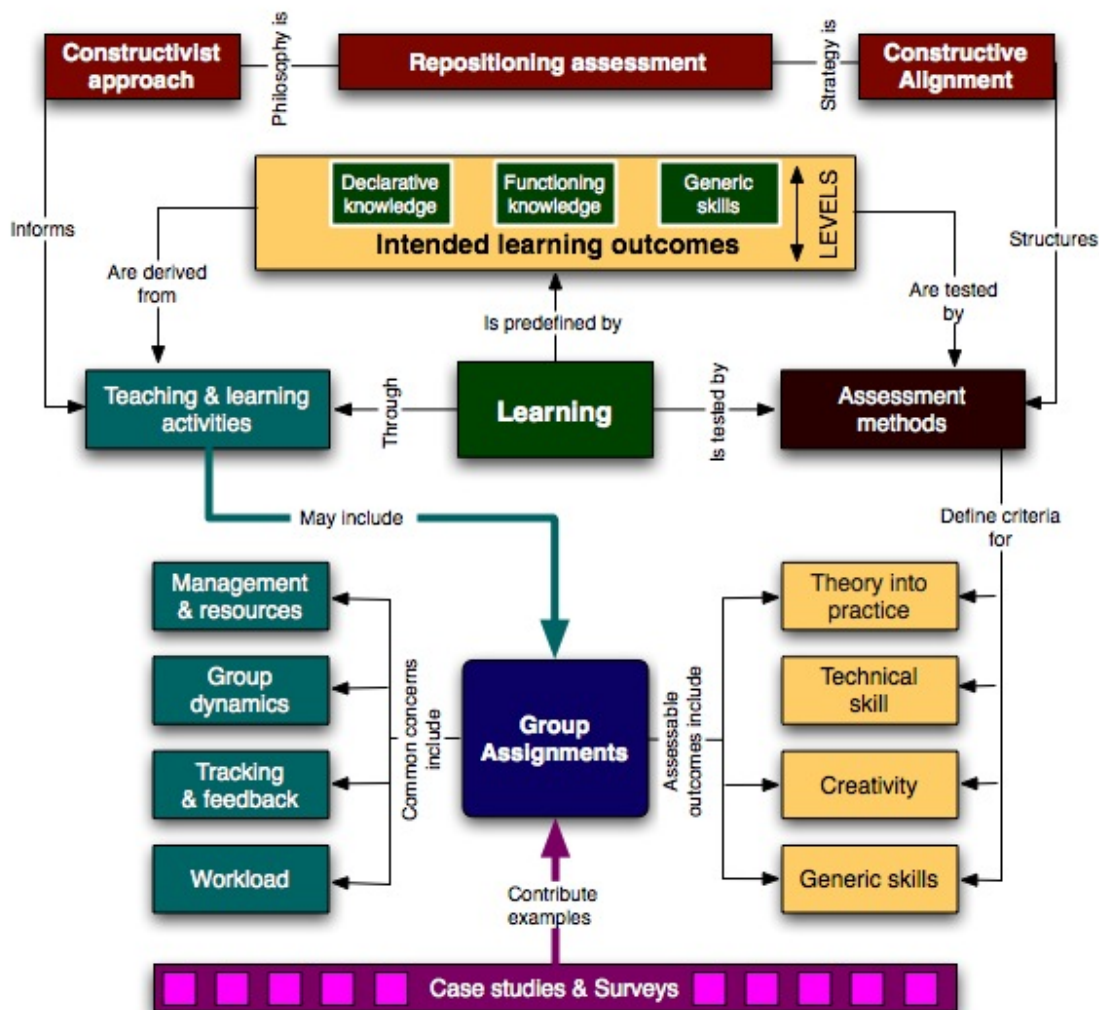 Constructivist
approach
Philosophy is
Repositioning assessment
Strategy is
Constructive
Alignment
Declarative
knowledge
Functioning
knowledge
Generic
skills
LEVELS
Intended learning outcomes
Informs
Structures
Are derived
from
Are tested
by
Is predefined by
Teaching & learning
activities
Through
Learning
Is tested by
Assessment
methods
May include
Define criteria
for
Management
& resources
Group
dynamics
Tracking
& feedback
Workload
Common concerns
include
Group
Assignments
Assessable
outcomes include
Theory into
practice
Technical
skill
Creativity
Generic skills
Contribute
examples
Case studies & Surveys